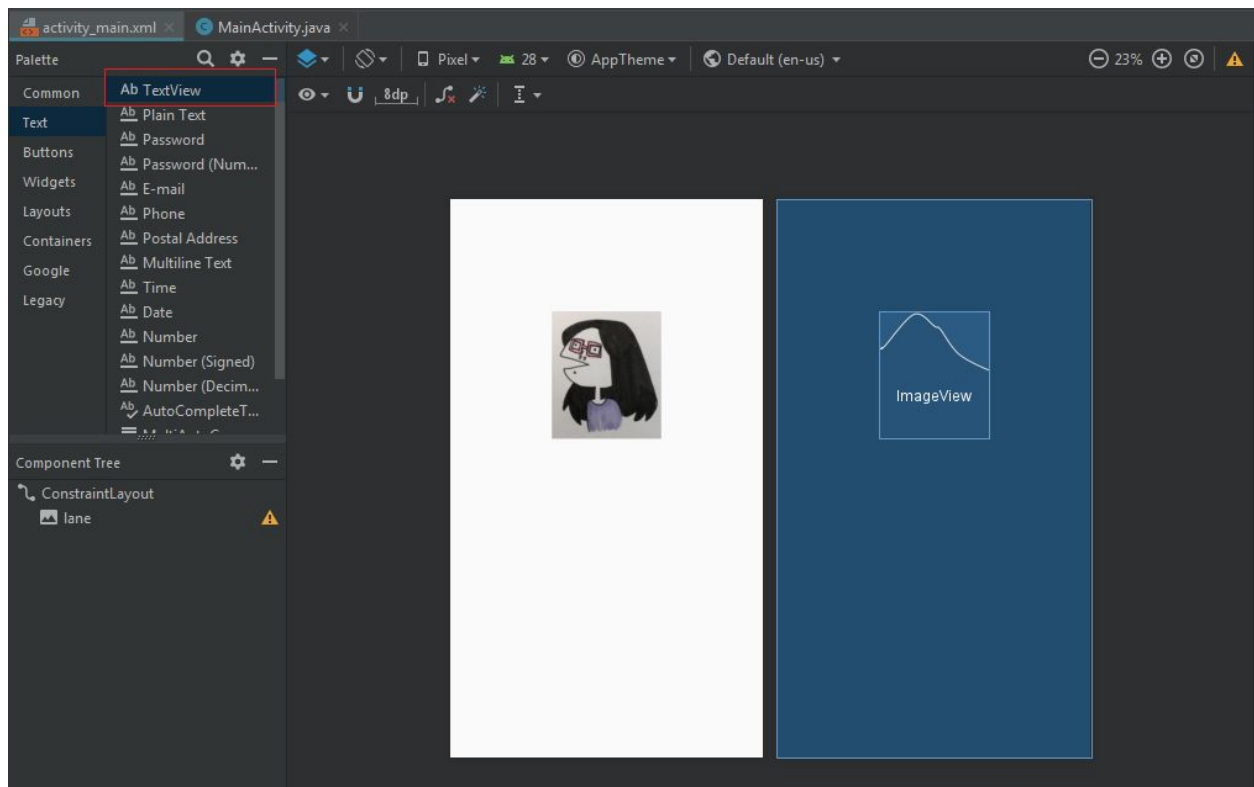 activity_main.xml
MainActivity.java
Palette
Pixel
28
AppTheme
Default (en-us)
23%
8dp
Common
Text
Buttons
Widgets
Layouts
Containers
Google
Legacy
Ab TextView
Ab Plain Text
Ab Password
Ab Password (Num...
Ab E-mail
Ab Phone
Ab Postal Address
Ab Multiline Text
Ab Time
Ab Date
Ab Number
Ab Number (Signed)
Ab Number (Decim...
Ab AutoCompleteT...
ImageView
Component Tree
ConstraintLayout
lane